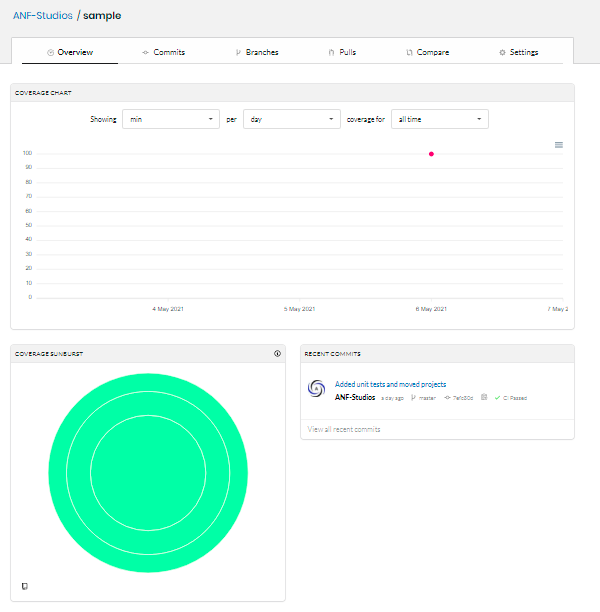 ANF-Studios / sample
Overview Commits Branches Pulls Compare Settings
COVERAGE CHART
Showing min per day coverage for all time
100
90
80
70
60
50
40
30
20
10
0
4 May 2021 5 May 2021 6 May 2021 7 May 2
COVERAGE SUNBURST
RECENT COMMITS
Added unit tests and moved projects
ANF-Studios a day ago master CI Passed
View all recent commits